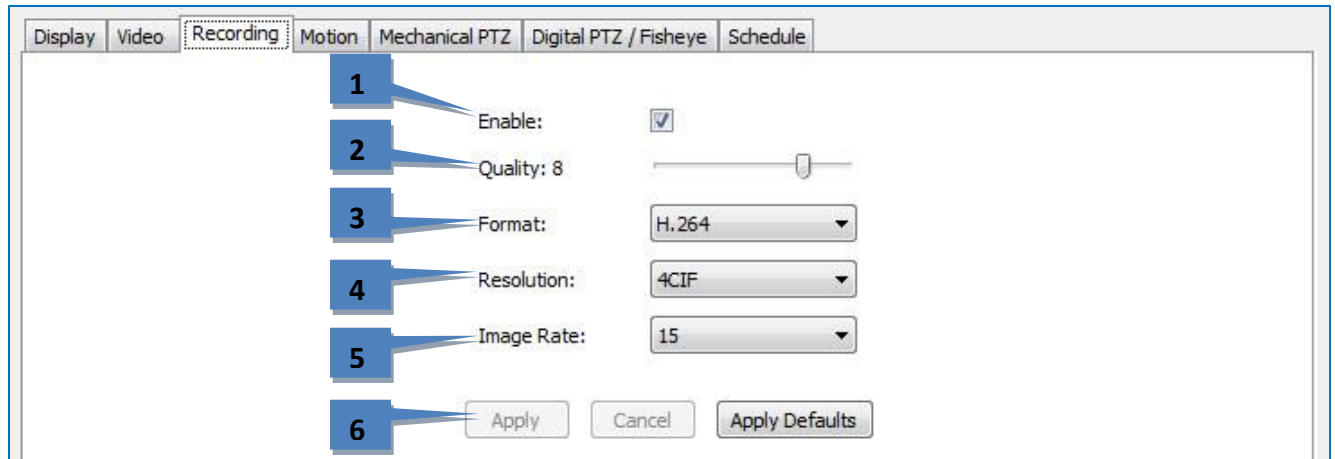 Display Video Recording Motion Mechanical PTZ Digital PTZ / Fisheye Schedule
1
Enable:
2
Quality: 8
3
Format: H.264
4
Resolution: 4CIF
5
Image Rate: 15
6
Apply Cancel Apply Defaults